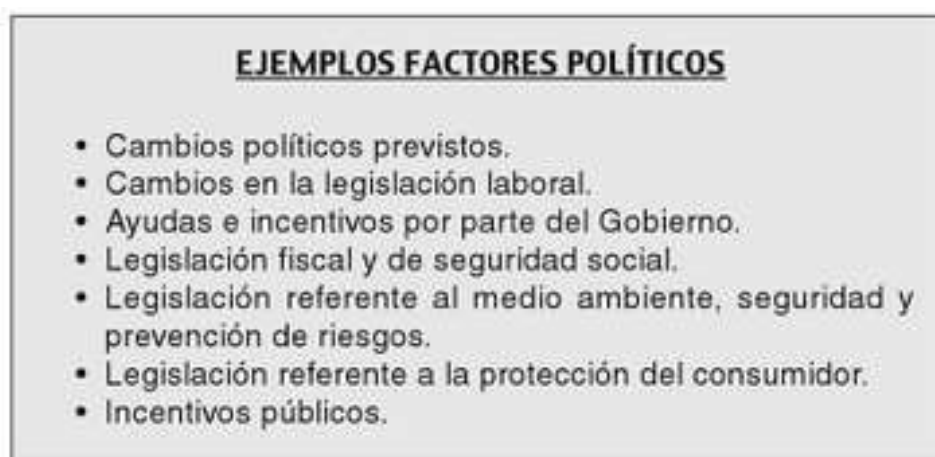 EJEMPLOS FACTORES POLÍTICOS
• Cambios políticos previstos.
• Cambios en la legislación laboral.
• Ayudas e incentivos por parte del Gobierno.
• Legislación fiscal y de seguridad social.
• Legislación referente al medio ambiente, seguridad y
prevención de riesgos.
• Legislación referente a la protección del consumidor.
• Incentivos públicos.